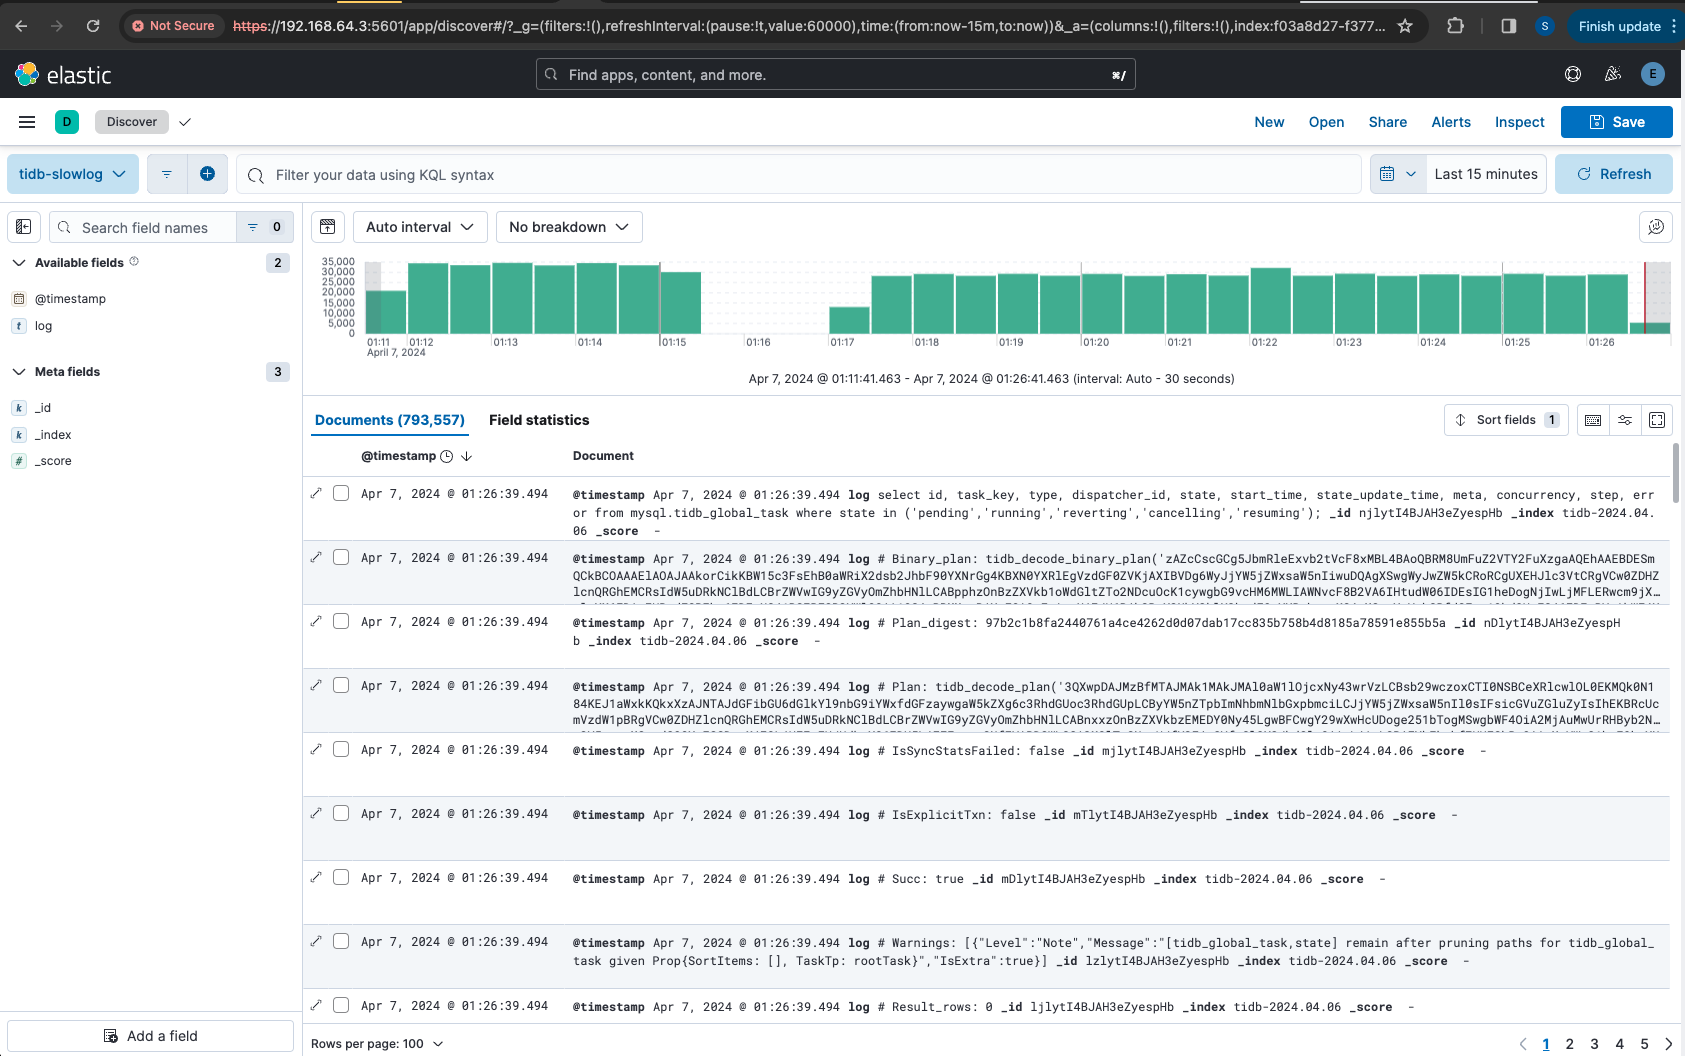 Not Secure https://192.168.64.3:5601/app/discover#/?_g=(filters:!(),refreshInterval:(pause:!t,value:60000),time:(from:now-15m,to:now))&_a=(columns:!(),filters:!(),index:f03a8d27-f377... S Finish update
elastic Find apps, content, and more. ⌘/ E
D Discover New Open Share Alerts Inspect Save
tidb-slowlog Filter your data using KQL syntax Last 15 minutes Refresh
Search field names 0 Auto interval No breakdown
Available fields 2
@timestamp
t log
Meta fields 3
k _id
k _index
# _score
Add a field
35,000
30,000
25,000
20,000
15,000
10,000
5,000
0
01:11 01:12 01:13 01:14 01:15 01:16 01:17 01:18 01:19 01:20 01:21 01:22 01:23 01:24 01:25 01:26
April 7, 2024
Apr 7, 2024 @ 01:11:41.463 - Apr 7, 2024 @ 01:26:41.463 (interval: Auto - 30 seconds)
Documents (793,557) Field statistics Sort fields 1
@timestamp Document
Apr 7, 2024 @ 01:26:39.494 @timestamp Apr 7, 2024 @ 01:26:39.494 log select id, task_key, type, dispatcher_id, state, start_time, state_update_time, meta, concurrency, step, err
or from mysql.tidb_global_task where state in ('pending','running','reverting','cancelling','resuming'); _id njlytI4BJAH3eZyespHb _index tidb-2024.04.
06 _score -
Apr 7, 2024 @ 01:26:39.494 @timestamp Apr 7, 2024 @ 01:26:39.494 log # Binary_plan: tidb_decode_binary_plan('
Apr 7, 2024 @ 01:26:39.494 @timestamp Apr 7, 2024 @ 01:26:39.494 log # Plan_digest: 97b2c1b8fa2440761a4ce4262d0d07dab17cc835b758b4d8185a78591e855b5a _id nDlytI4BJAH3eZyespH
b _index tidb-2024.04.06 _score -
Apr 7, 2024 @ 01:26:39.494 @timestamp Apr 7, 2024 @ 01:26:39.494 log # Plan: tidb_decode_plan('
Apr 7, 2024 @ 01:26:39.494 @timestamp Apr 7, 2024 @ 01:26:39.494 log # IsSyncStatsFailed: false _id mjlytI4BJAH3eZyespHb _index tidb-2024.04.06 _score -
Apr 7, 2024 @ 01:26:39.494 @timestamp Apr 7, 2024 @ 01:26:39.494 log # IsExplicitTxn: false _id mTlytI4BJAH3eZyespHb _index tidb-2024.04.06 _score -
Apr 7, 2024 @ 01:26:39.494 @timestamp Apr 7, 2024 @ 01:26:39.494 log # Succ: true _id mDlytI4BJAH3eZyespHb _index tidb-2024.04.06 _score -
Apr 7, 2024 @ 01:26:39.494 @timestamp Apr 7, 2024 @ 01:26:39.494 log # Warnings: [{"Level":"Note","Message":"[tidb_global_task,state] remain after pruning paths for tidb_global_
task given Prop{SortItems: [], TaskTp: rootTask}","IsExtra":true}] _id lzlytI4BJAH3eZyespHb _index tidb-2024.04.06 _score -
Apr 7, 2024 @ 01:26:39.494 @timestamp Apr 7, 2024 @ 01:26:39.494 log # Result_rows: 0 _id ljlytI4BJAH3eZyespHb _index tidb-2024.04.06 _score -
Rows per page: 100 1 2 3 4 5